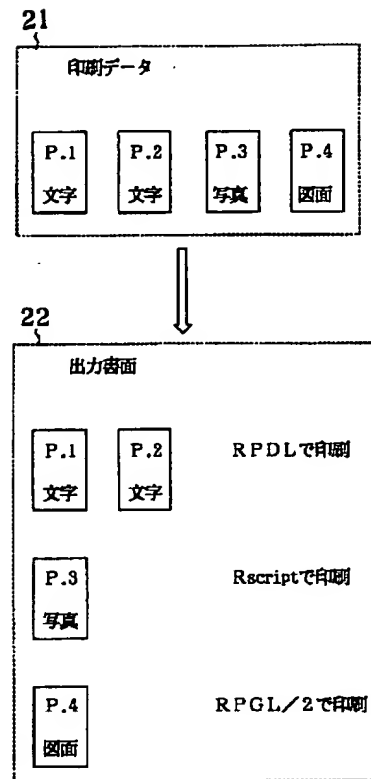 21
印刷データ
P.1 P.2 P.3 P.4
文字 文字 写真 図面
22
出力書面
P.1 P.2 RPDLで印刷
文字 文字
P.3 Rscriptで印刷
写真
P.4 RPGL/2で印刷
図面